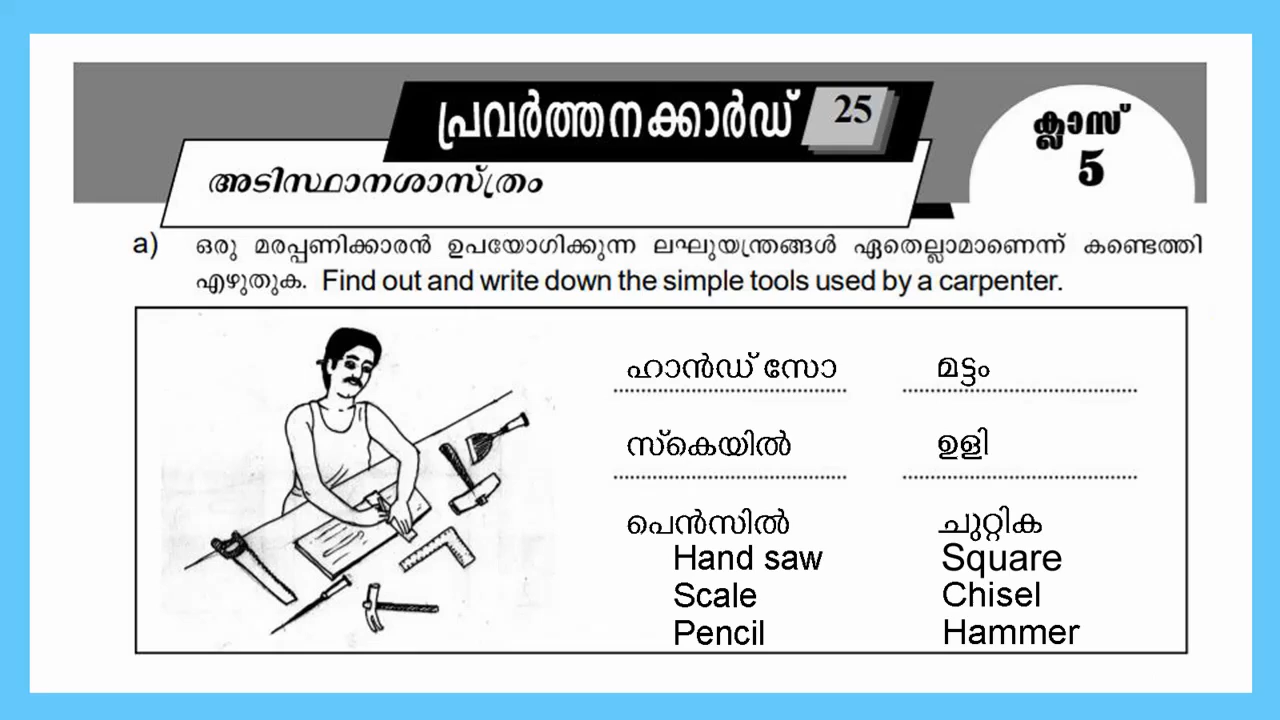 പ്രവർത്തനക്കാർഡ് 25
ക്ലാസ്
5
അടിസ്ഥാനശാസ്ത്രം
a) ഒരു മരപ്പണിക്കാരൻ ഉപയോഗിക്കുന്ന ലഘുയന്ത്രങ്ങൾ ഏതെല്ലാമാണെന്ന് കണ്ടെത്തി
എഴുതുക. Find out and write down the simple tools used by a carpenter.
ഹാൻഡ് സോ മട്ടം
സ്കെയിൽ ഉളി
പെൻസിൽ ചുറ്റിക
Hand saw Square
Scale Chisel
Pencil Hammer